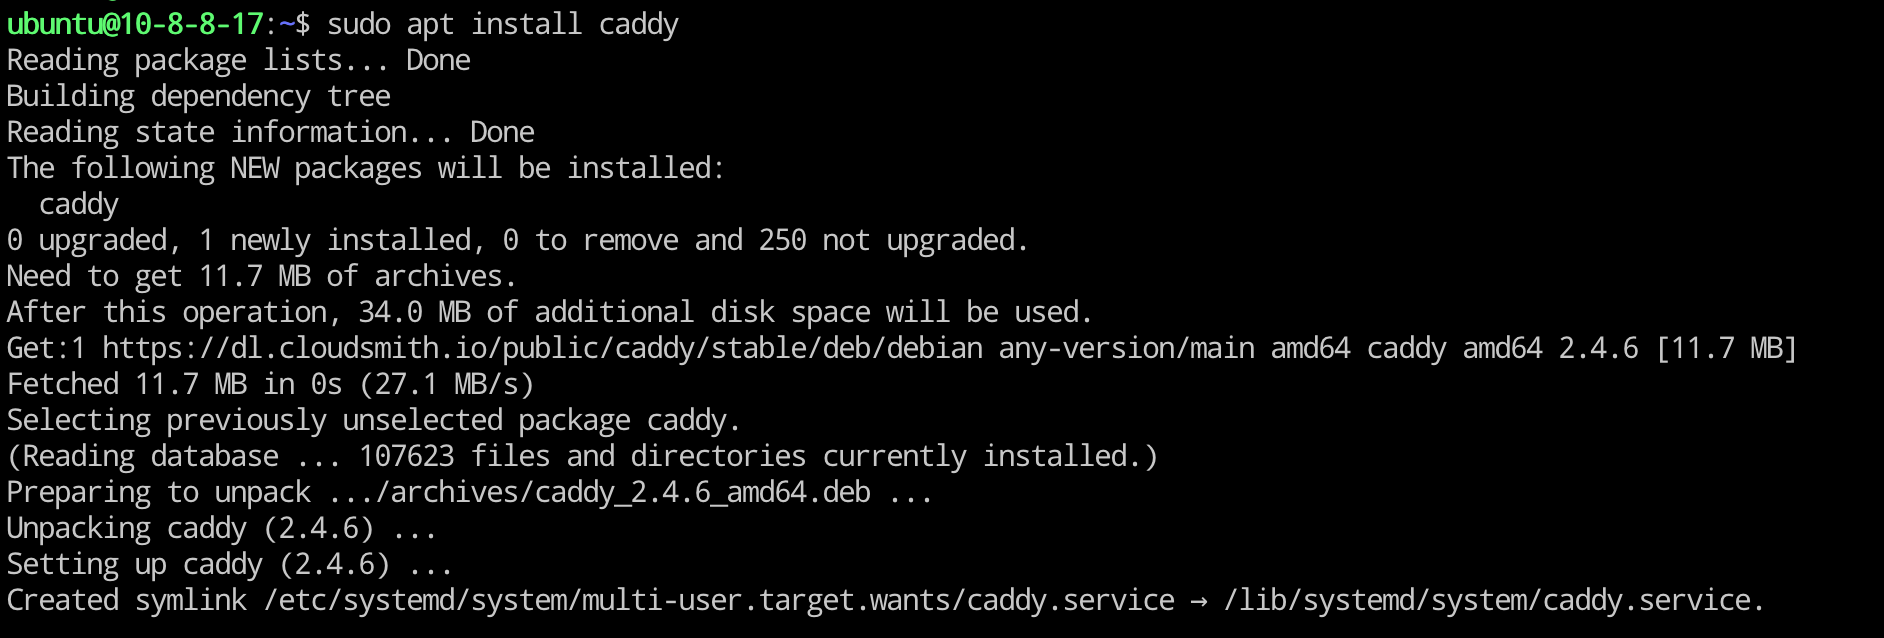 ubuntu@10-8-8-17:~$ sudo apt install caddy
Reading package lists... Done
Building dependency tree
Reading state information... Done
The following NEW packages will be installed:
  caddy
0 upgraded, 1 newly installed, 0 to remove and 250 not upgraded.
Need to get 11.7 MB of archives.
After this operation, 34.0 MB of additional disk space will be used.
Get:1 https://dl.cloudsmith.io/public/caddy/stable/deb/debian any-version/main amd64 caddy amd64 2.4.6 [11.7 MB]
Fetched 11.7 MB in 0s (27.1 MB/s)
Selecting previously unselected package caddy.
(Reading database ... 107623 files and directories currently installed.)
Preparing to unpack .../archives/caddy_2.4.6_amd64.deb ...
Unpacking caddy (2.4.6) ...
Setting up caddy (2.4.6) ...
Created symlink /etc/systemd/system/multi-user.target.wants/caddy.service → /lib/systemd/system/caddy.service.